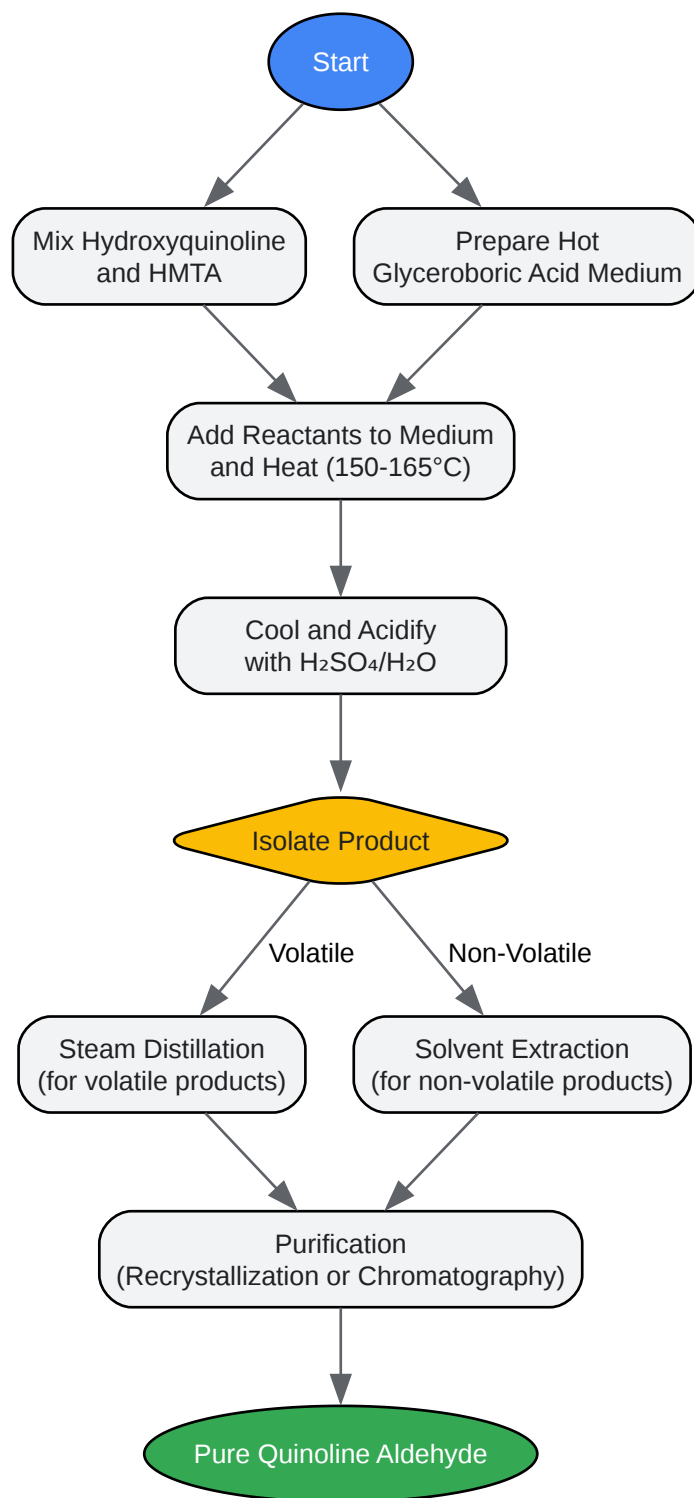 Start
Mix Hydroxyquinoline
and HMTA
Prepare Hot
Glyceroboric Acid Medium
Add Reactants to Medium
and Heat (150-165°C)
Cool and Acidify
with H₂SO₄/H₂O
Isolate Product
Volatile
Non-Volatile
Steam Distillation
(for volatile products)
Solvent Extraction
(for non-volatile products)
Purification
(Recrystallization or Chromatography)
Pure Quinoline Aldehyde